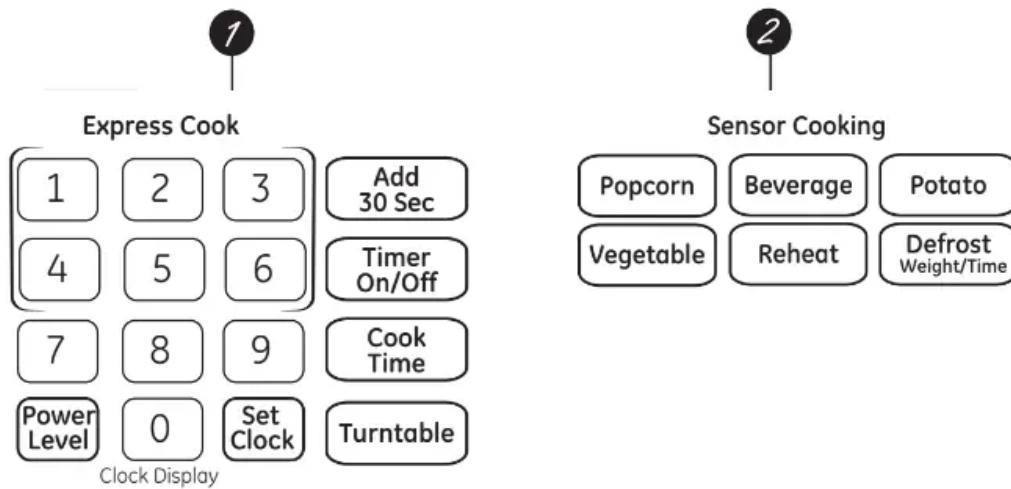 1
2
Express Cook
1 2 3 Add
30 Sec
4 5 6 Timer
On/Off
7 8 9 Cook
Time
Power
Level
0
Set
Clock
Turntable
Clock Display
Sensor Cooking
Popcorn Beverage Potato
Vegetable Reheat Defrost
Weight/Time